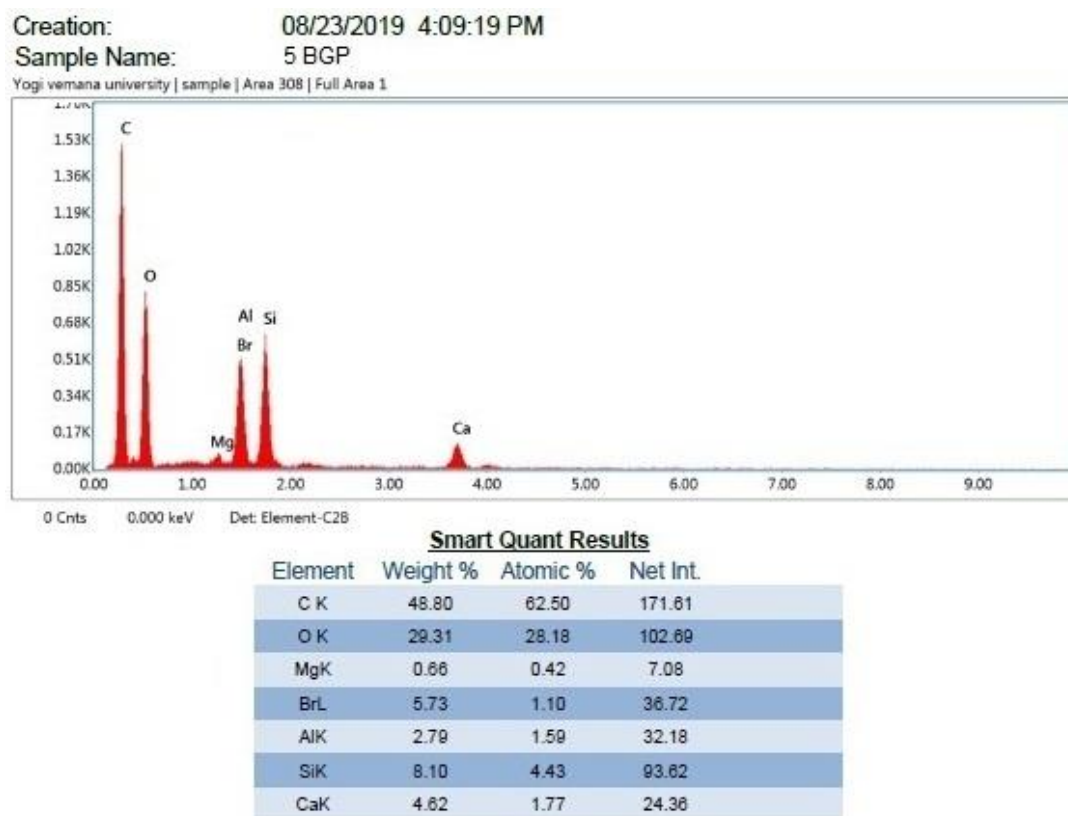 Creation: 08/23/2019 4:09:19 PM
Sample Name: 5 BGP
Yogi vemana university | sample | Area 308 | Full Area 1
1.70K
C
1.53K
1.36K
1.19K
1.02K
O
0.85K
Al Si
0.68K
Br
0.51K
0.34K
Mg Ca
0.17K
0.00K
0.00 1.00 2.00 3.00 4.00 5.00 6.00 7.00 8.00 9.00
0 Cnts 0.000 keV Det: Element-C2B
Smart Quant Results
Element Weight % Atomic % Net Int.
C K 48.80 62.50 171.61
O K 29.31 28.18 102.69
MgK 0.66 0.42 7.08
BrL 5.73 1.10 36.72
AlK 2.79 1.59 32.18
SiK 8.10 4.43 93.62
CaK 4.62 1.77 24.36